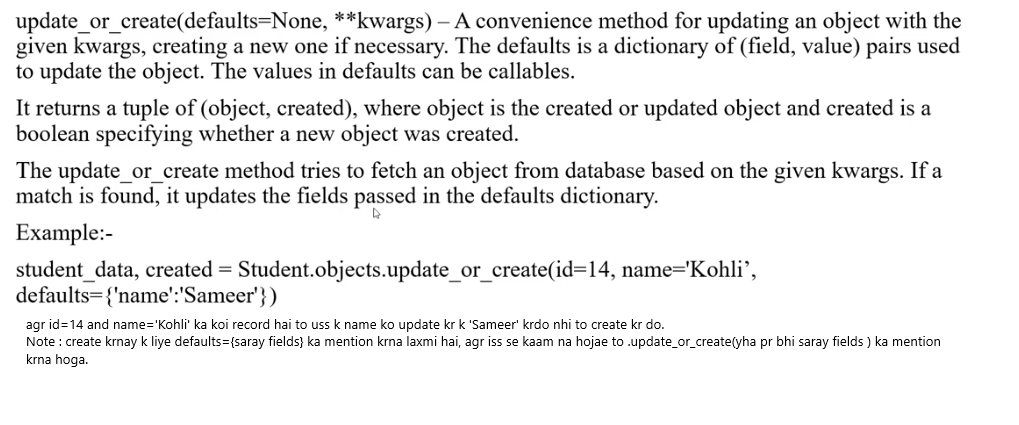 update_or_create(defaults=None, **kwargs) – A convenience method for updating an object with the
given kwargs, creating a new one if necessary. The defaults is a dictionary of (field, value) pairs used
to update the object. The values in defaults can be callables.
It returns a tuple of (object, created), where object is the created or updated object and created is a
boolean specifying whether a new object was created.
The update_or_create method tries to fetch an object from database based on the given kwargs. If a
match is found, it updates the fields passed in the defaults dictionary.
Example:-
student_data, created = Student.objects.update_or_create(id=14, name='Kohli’,
defaults={'name':'Sameer'})
agr id=14 and name='Kohli' ka koi record hai to uss k name ko update kr k 'Sameer' krdo nhi to create kr do.
Note : create krnay k liye defaults={saray fields} ka mention krna laxmi hai, agr iss se kaam na hojae to .update_or_create(yha pr bhi saray fields ) ka mention
krna hoga.